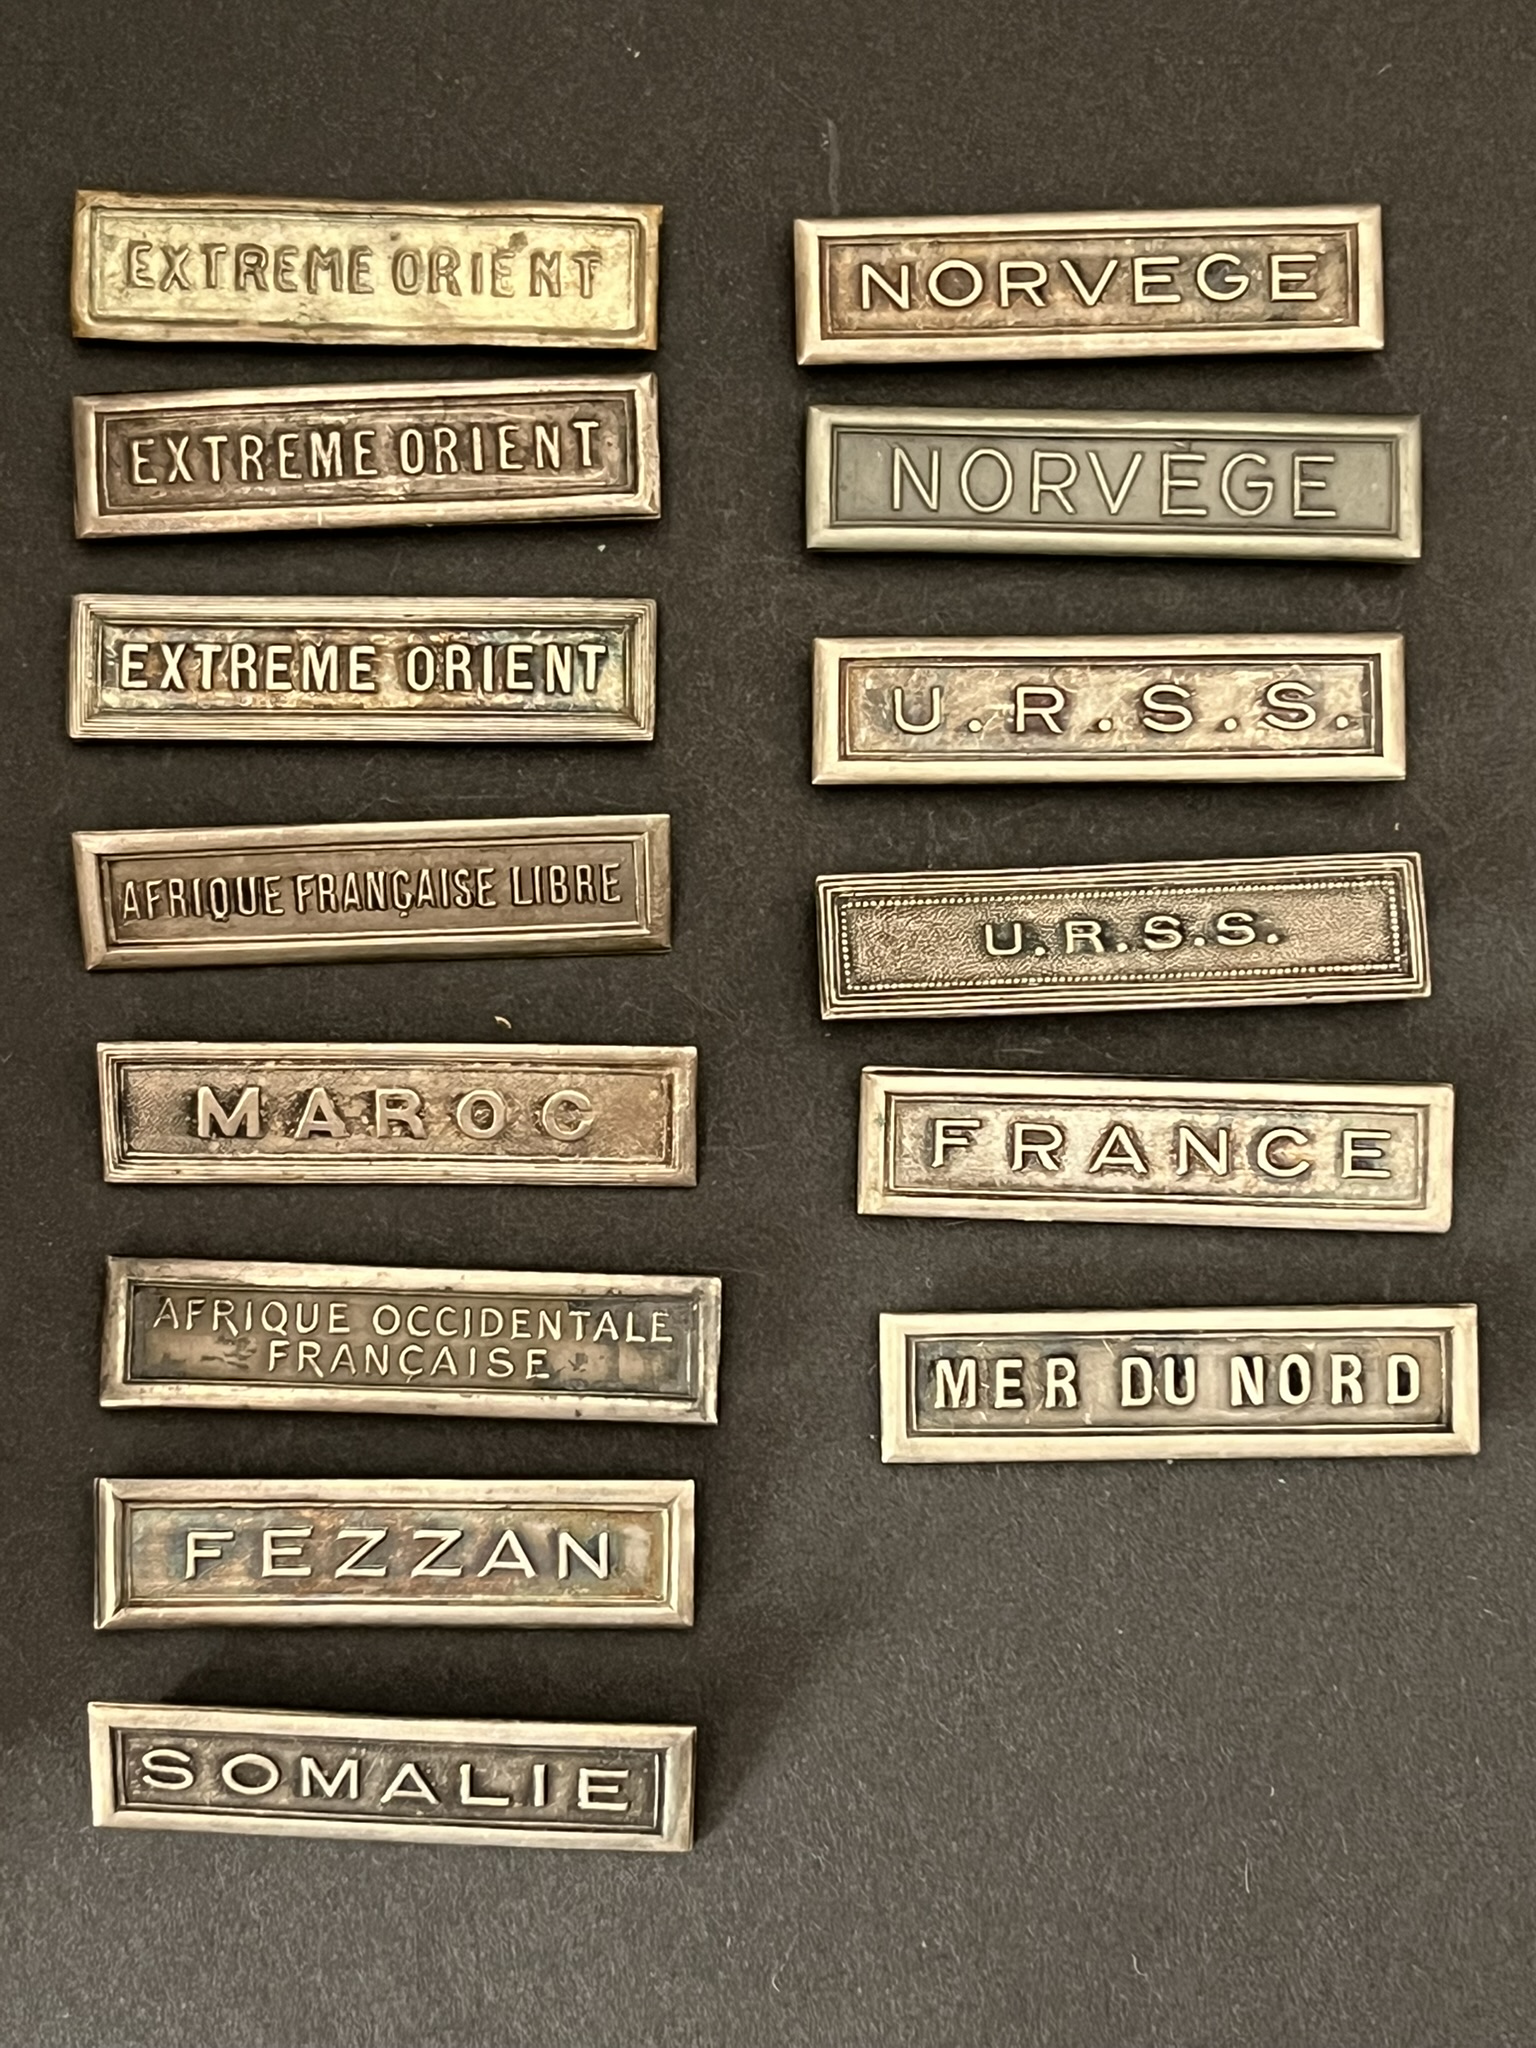 EXTREME ORIENT
EXTREME ORIENT
EXTREME ORIENT
AFRIQUE FRANÇAISE LIBRE
MAROC
AFRIQUE OCCIDENTALE
FRANÇAISE
FEZZAN
SOMALIE
NORVEGE
NORVÈGE
U.R.S.S.
U.R.S.S.
FRANCE
MER DU NORD